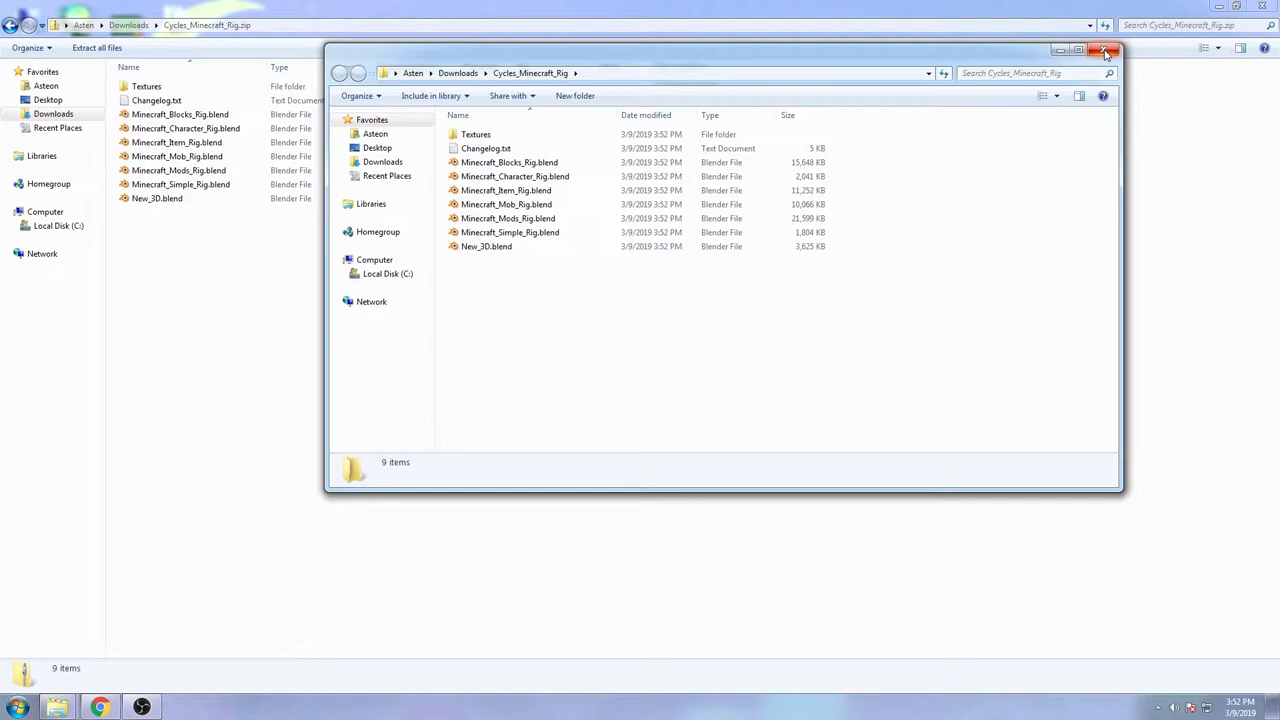 Asten Downloads Cycles_Minecraft_Rig.zip
Search Cycles_Minecraft_Rig.zip
Organize Extract all files
Favorites
Asteon
Desktop
Downloads
Recent Places
Libraries
Homegroup
Computer
Local Disk (C:)
Network
Name Type
Textures File folder
Changelog.txt Text Document
Minecraft_Blocks_Rig.blend Blender File
Minecraft_Character_Rig.blend Blender File
Minecraft_Item_Rig.blend Blender File
Minecraft_Mob_Rig.blend Blender File
Minecraft_Mods_Rig.blend Blender File
Minecraft_Simple_Rig.blend Blender File
New_3D.blend Blender File
Asten Downloads Cycles_Minecraft_Rig
Search Cycles_Minecraft_Rig
Organize Include in library Share with New folder
Favorites
Asteon
Desktop
Downloads
Recent Places
Libraries
Homegroup
Computer
Local Disk (C:)
Network
Name Date modified Type Size
Textures 3/9/2019 3:52 PM File folder
Changelog.txt 3/9/2019 3:52 PM Text Document 5 KB
Minecraft_Blocks_Rig.blend 3/9/2019 3:52 PM Blender File 15,648 KB
Minecraft_Character_Rig.blend 3/9/2019 3:52 PM Blender File 2,041 KB
Minecraft_Item_Rig.blend 3/9/2019 3:52 PM Blender File 11,252 KB
Minecraft_Mob_Rig.blend 3/9/2019 3:52 PM Blender File 10,066 KB
Minecraft_Mods_Rig.blend 3/9/2019 3:52 PM Blender File 21,599 KB
Minecraft_Simple_Rig.blend 3/9/2019 3:52 PM Blender File 1,804 KB
New_3D.blend 3/9/2019 3:52 PM Blender File 3,625 KB
9 items
9 items
3:52 PM
3/9/2019